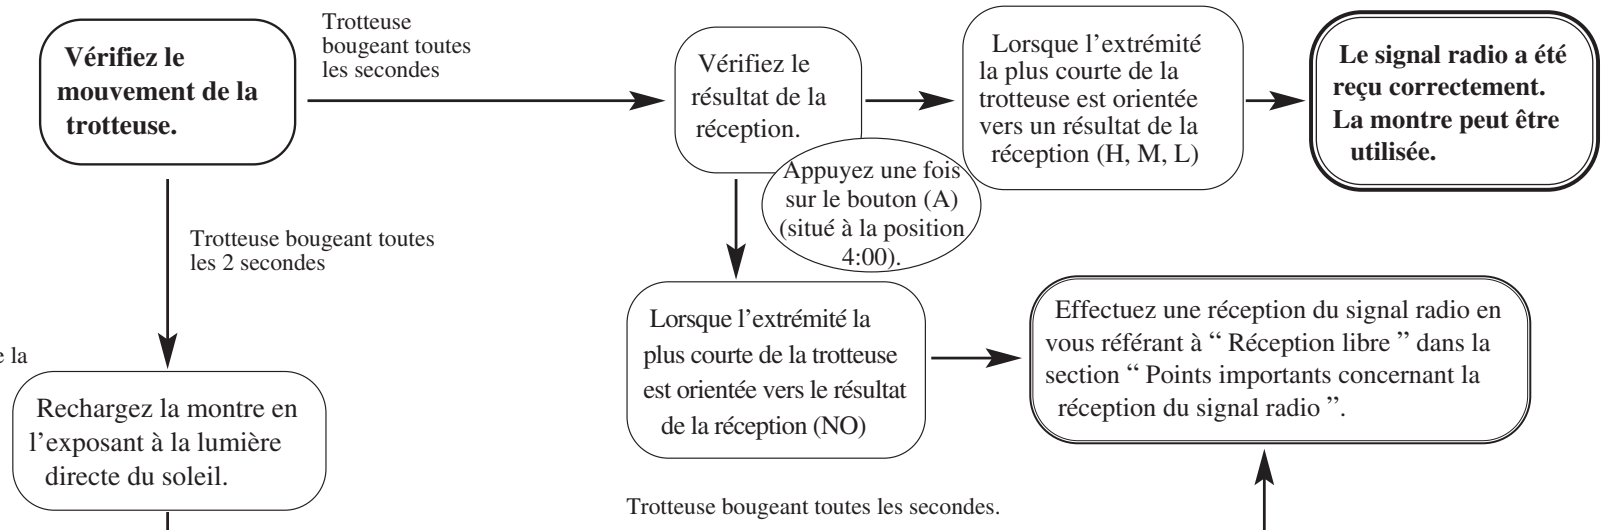 Vérifiez le
mouvement de la
trotteuse.
Trotteuse
bougeant toutes
les secondes
Vérifiez le
résultat de la
réception.
Appuyez une fois
sur le bouton (A)
(situé à la position
4:00).
Lorsque l'extrémité
la plus courte de la
trotteuse est orientée
vers un résultat de la
réception (H, M, L)
Le signal radio a été
reçu correctement.
La montre peut être
utilisée.
Trotteuse bougeant toutes
les 2 secondes
Lorsque l'extrémité la
plus courte de la trotteuse
est orientée vers le résultat
de la réception (NO)
Effectuez une réception du signal radio en
vous référant à “ Réception libre ” dans la
section “ Points importants concernant la
réception du signal radio ”.
la
Rechargez la montre en
l'exposant à la lumière
directe du soleil.
Trotteuse bougeant toutes les secondes.